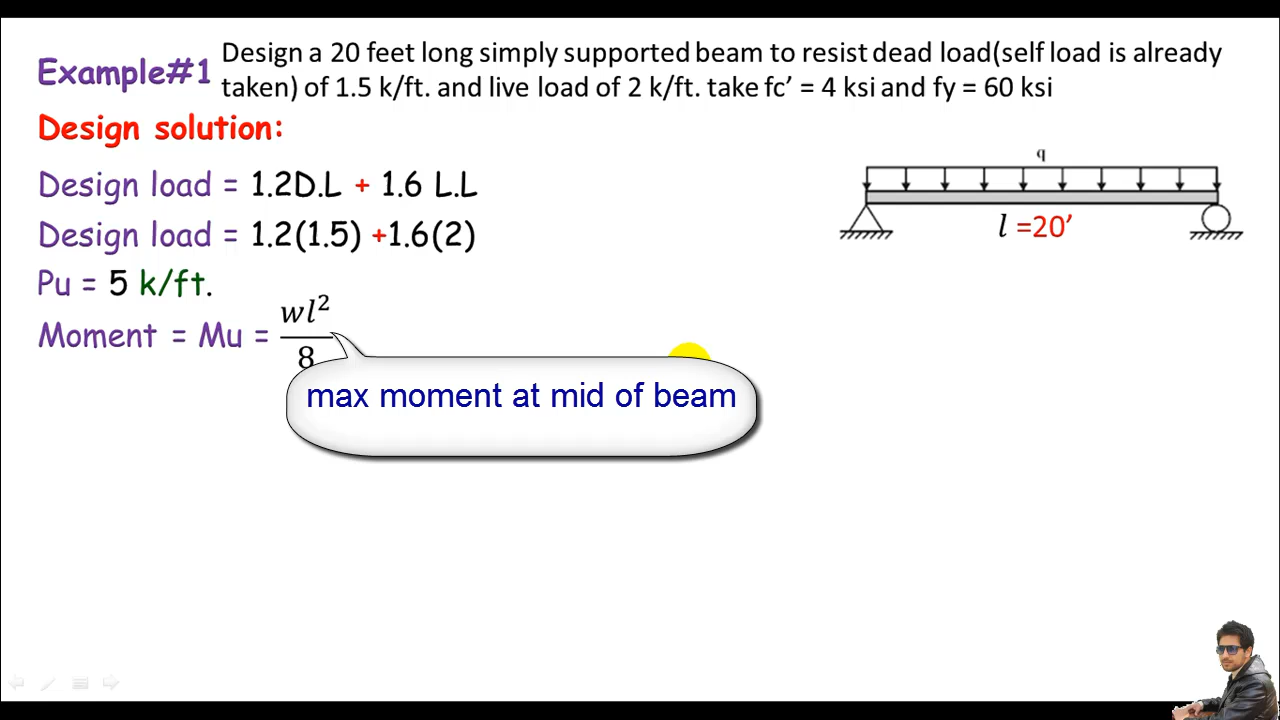 Example#1
Design a 20 feet long simply supported beam to resist dead load(self load is already
taken) of 1.5 k/ft. and live load of 2 k/ft. take fc’ = 4 ksi and fy = 60 ksi
Design solution:
Design load = 1.2D.L + 1.6 L.L
Design load = 1.2(1.5) +1.6(2)
Pu = 5 k/ft.
Moment = Mu = wl²/8
max moment at mid of beam
q
l =20’